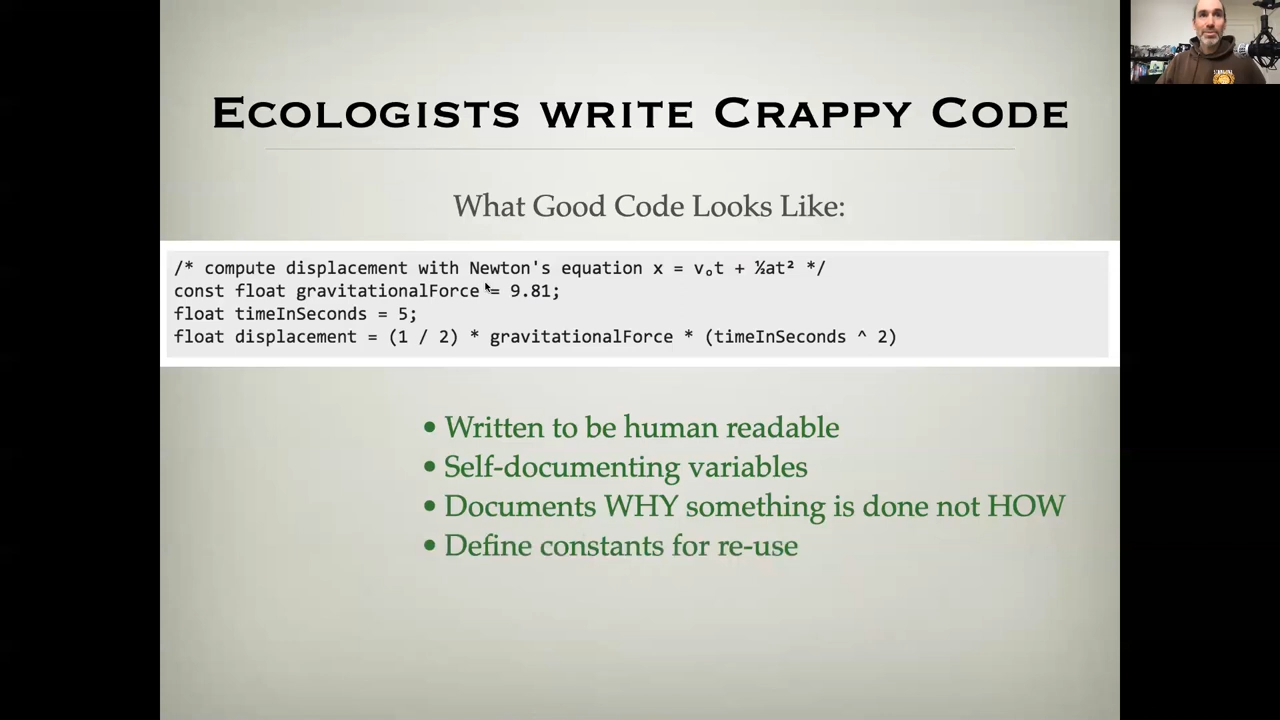 Ecologists write Crappy Code
What Good Code Looks Like:
/* compute displacement with Newton's equation x = vₒt + ½at² */
const float gravitationalForce = 9.81;
float timeInSeconds = 5;
float displacement = (1 / 2) * gravitationalForce * (timeInSeconds ^ 2)
• Written to be human readable
• Self-documenting variables
• Documents WHY something is done not HOW
• Define constants for re-use